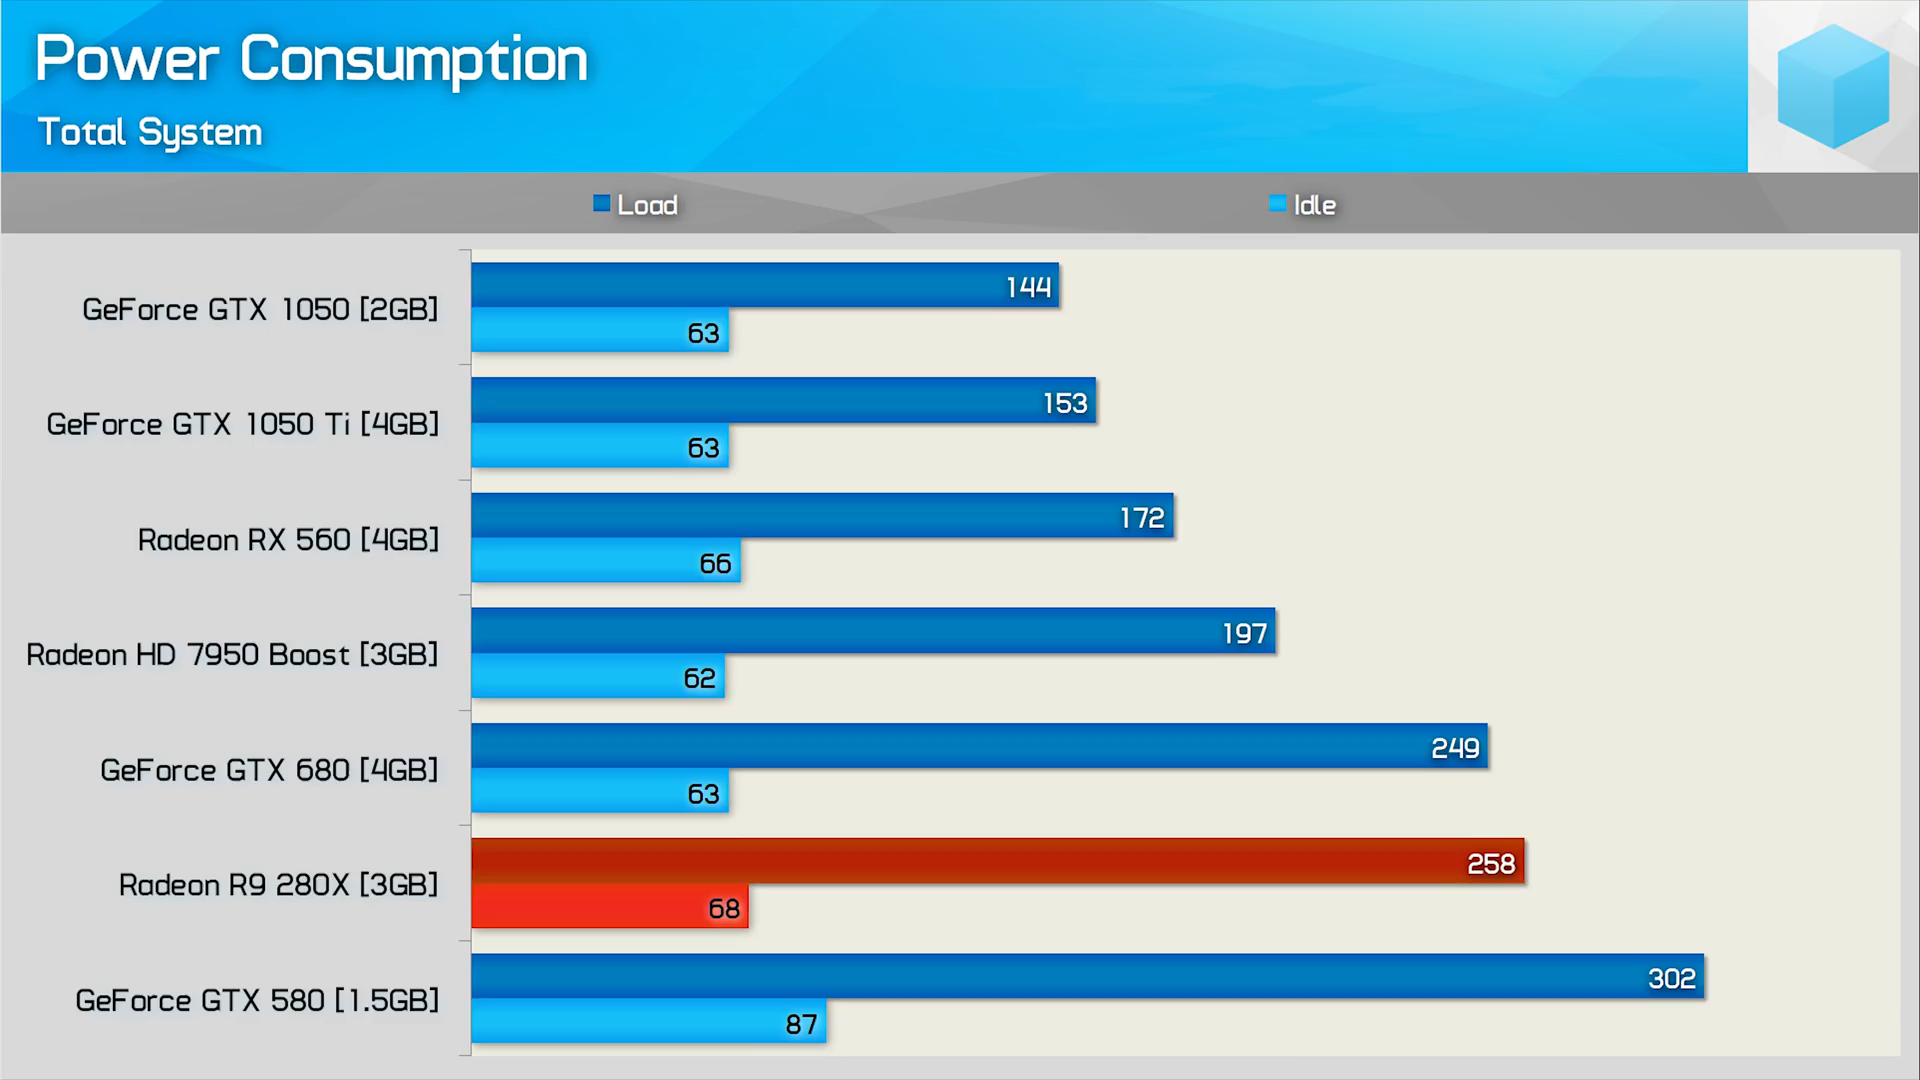 Power Consumption
Total System
Load Idle
GeForce GTX 1050 [2GB] 144
63
GeForce GTX 1050 Ti [4GB] 153
63
Radeon RX 560 [4GB] 172
66
Radeon HD 7950 Boost [3GB] 197
62
GeForce GTX 680 [4GB] 249
63
Radeon R9 280X [3GB] 258
68
GeForce GTX 580 [1.5GB] 302
87